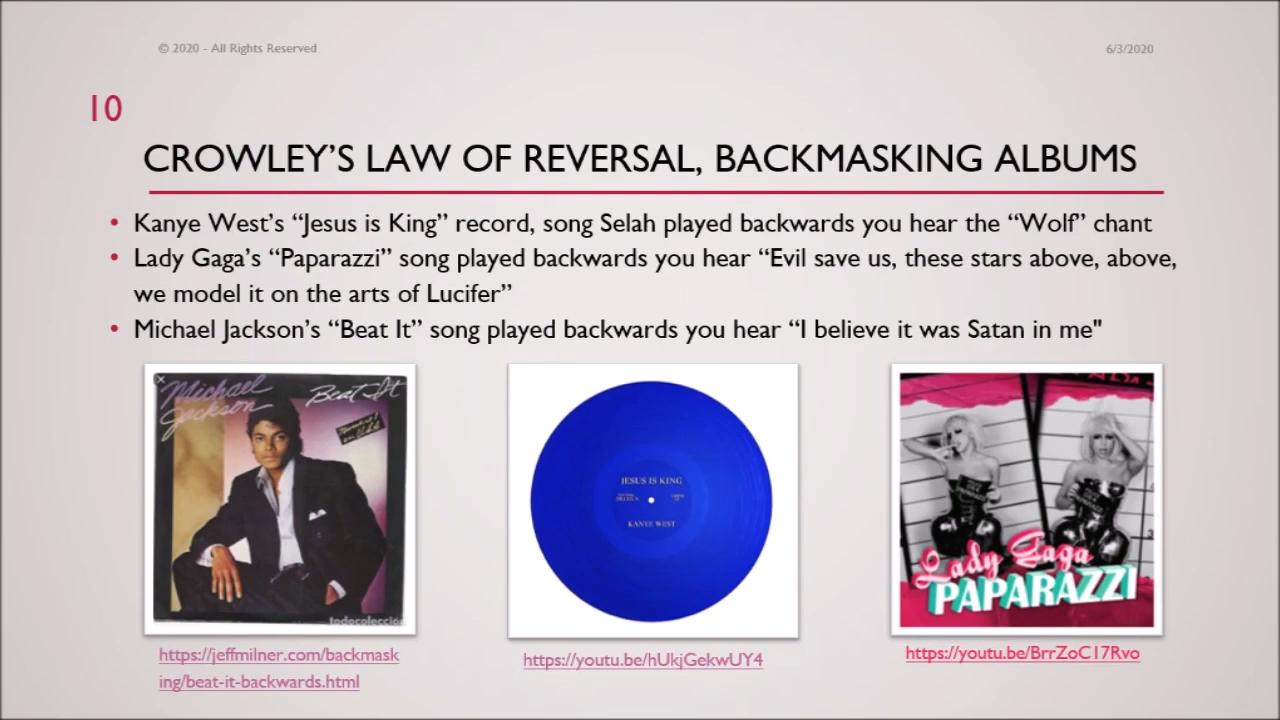 © 2020 - All Rights Reserved
6/3/2020
10
CROWLEY'S LAW OF REVERSAL, BACKMASKING ALBUMS
• Kanye West's “Jesus is King” record, song Selah played backwards you hear the “Wolf” chant
• Lady Gaga's “Paparazzi” song played backwards you hear “Evil save us, these stars above, above,
we model it on the arts of Lucifer”
• Michael Jackson's “Beat It” song played backwards you hear “I believe it was Satan in me"
Michael
Jackson
Beat It
todocoleccion
JESUS IS KING
KANYE WEST
Lady Gaga
PAPARAZZI
https://jeffmilner.com/backmask
ing/beat-it-backwards.html
https://youtu.be/hUkjGekwUY4
https://youtu.be/BrrZoC17Rvo